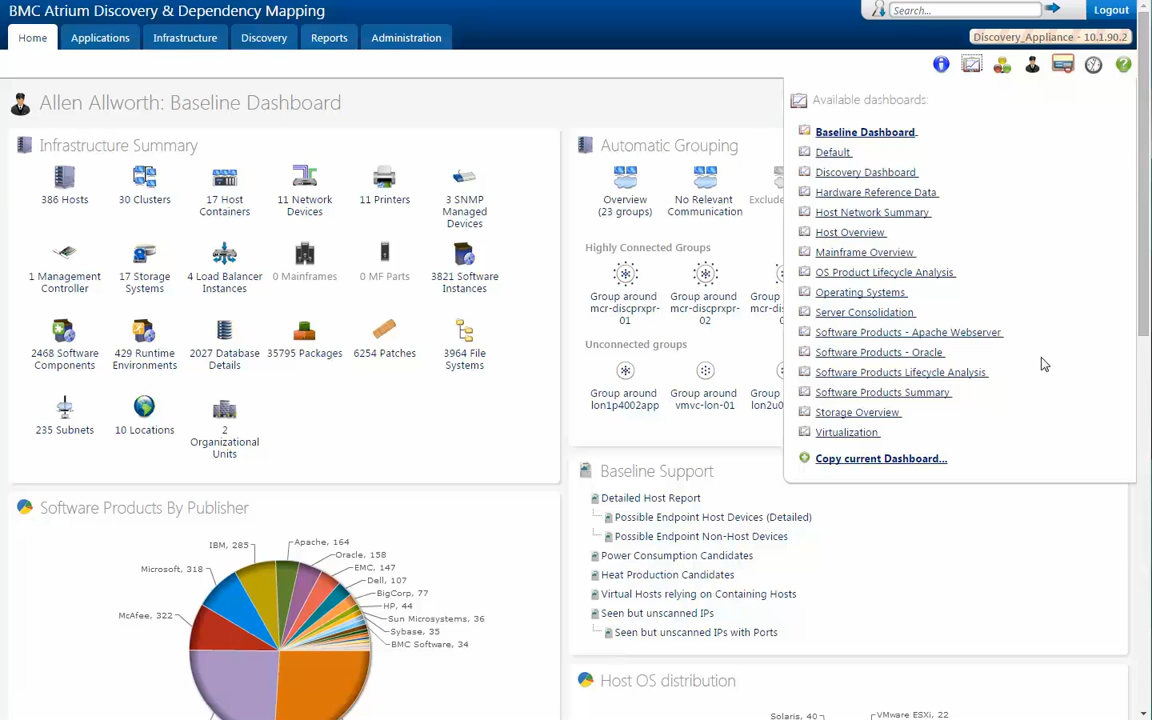 BMC Atrium Discovery & Dependency Mapping
Search...
Logout
Home
Applications
Infrastructure
Discovery
Reports
Administration
Discovery_Appliance - 10.1.90.2
Allen Allworth: Baseline Dashboard
Infrastructure Summary
386 Hosts
30 Clusters
17 Host
Containers
11 Network
Devices
11 Printers
3 SNMP
Managed
Devices
1 Management
Controller
17 Storage
Systems
4 Load Balancer
Instances
0 Mainframes
0 MF Parts
3821 Software
Instances
2468 Software
Components
429 Runtime
Environments
2027 Database
Details
35795 Packages
6254 Patches
3964 File
Systems
235 Subnets
10 Locations
2
Organizational
Units
Software Products By Publisher
IBM, 285
Apache, 164
Oracle, 158
EMC, 147
Dell, 107
BigCorp, 77
HP, 44
Sun Microsystems, 36
Sybase, 35
BMC Software, 34
Microsoft, 318
McAfee, 322
Automatic Grouping
Overview
(23 groups)
No Relevant
Communication
Exclude
Highly Connected Groups
Group around
mcr-discprxpr-
01
Group around
mcr-discprxpr-
02
Group
mcr-d
0
Unconnected groups
Group around
lon1p4002app
Group around
vmvc-lon-01
Group
lon2u0
Baseline Support
Detailed Host Report
Possible Endpoint Host Devices (Detailed)
Possible Endpoint Non-Host Devices
Power Consumption Candidates
Heat Production Candidates
Virtual Hosts relying on Containing Hosts
Seen but unscanned IPs
Seen but unscanned IPs with Ports
Host OS distribution
Solaris, 40
VMware ESXi, 22
Available dashboards:
Baseline Dashboard
Default
Discovery Dashboard
Hardware Reference Data
Host Network Summary
Host Overview
Mainframe Overview
OS Product Lifecycle Analysis
Operating Systems
Server Consolidation
Software Products - Apache Webserver
Software Products - Oracle
Software Products Lifecycle Analysis
Software Products Summary
Storage Overview
Virtualization
Copy current Dashboard...